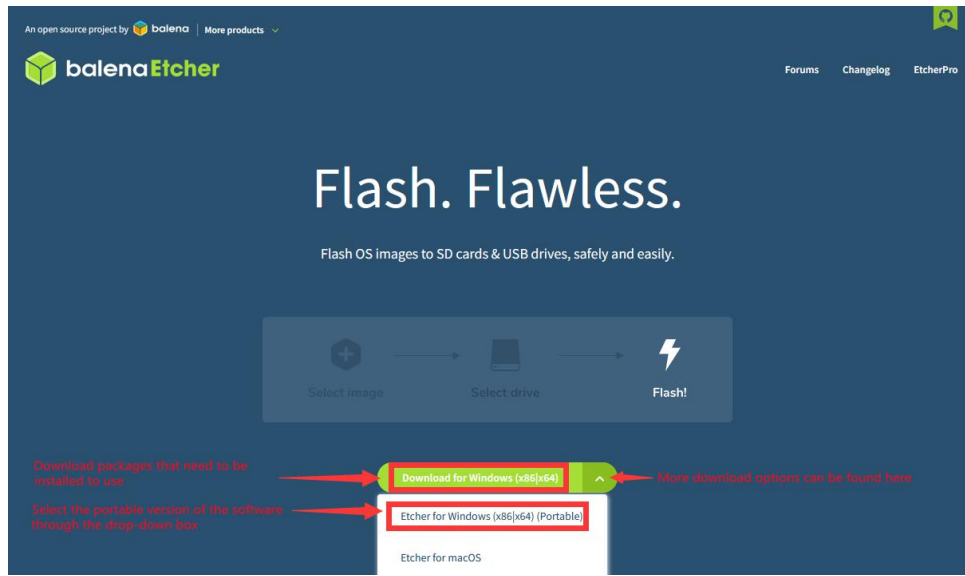 An open source project by balena | More products
balenaEtcher
Forums Changelog EtcherPro
Flash. Flawless.
Flash OS images to SD cards & USB drives, safely and easily.
Select image Select drive Flash!
Download packages that need to be
installed to use
Download for Windows (x86|x64)
More download options can be found here
Select the portable version of the software
through the drop-down box
Etcher for Windows (x86|x64) (Portable)
Etcher for macOS